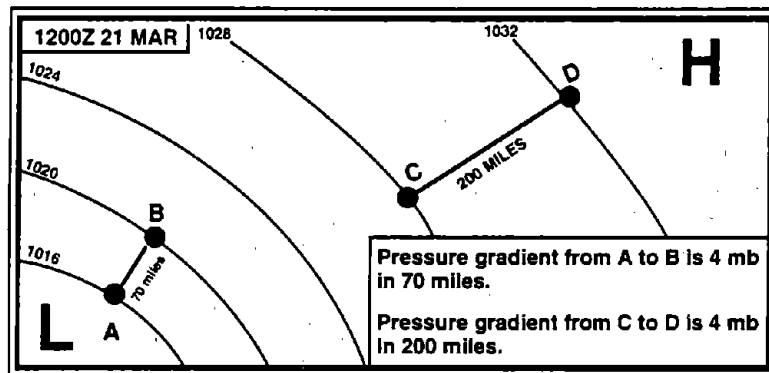 1200Z 21 MAR
1028
1032
H
D
1024
200 MILES
C
1020
B
1016
70 miles
A
L
Pressure gradient from A to B is 4 mb
in 70 miles.
Pressure gradient from C to D is 4 mb
in 200 miles.